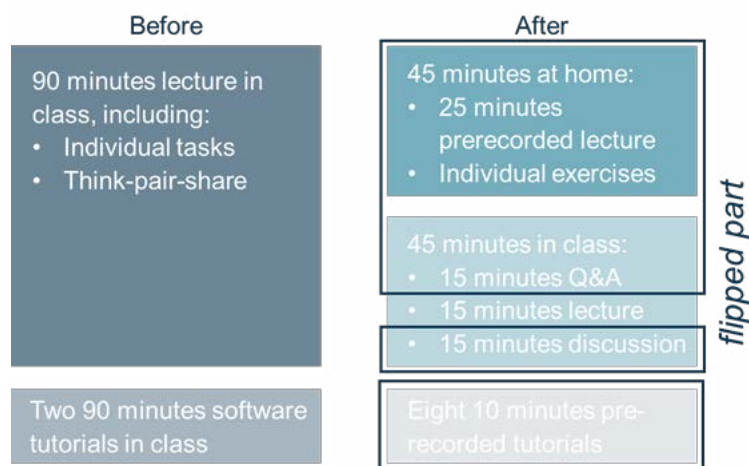 Before
90 minutes lecture in
class, including:
• Individual tasks
• Think-pair-share
Two 90 minutes software
tutorials in class
After
45 minutes at home:
• 25 minutes
prerecorded lecture
• Individual exercises
45 minutes in class:
• 15 minutes Q&A
• 15 minutes lecture
• 15 minutes discussion
Eight 10 minutes pre-
recorded tutorials
flipped part